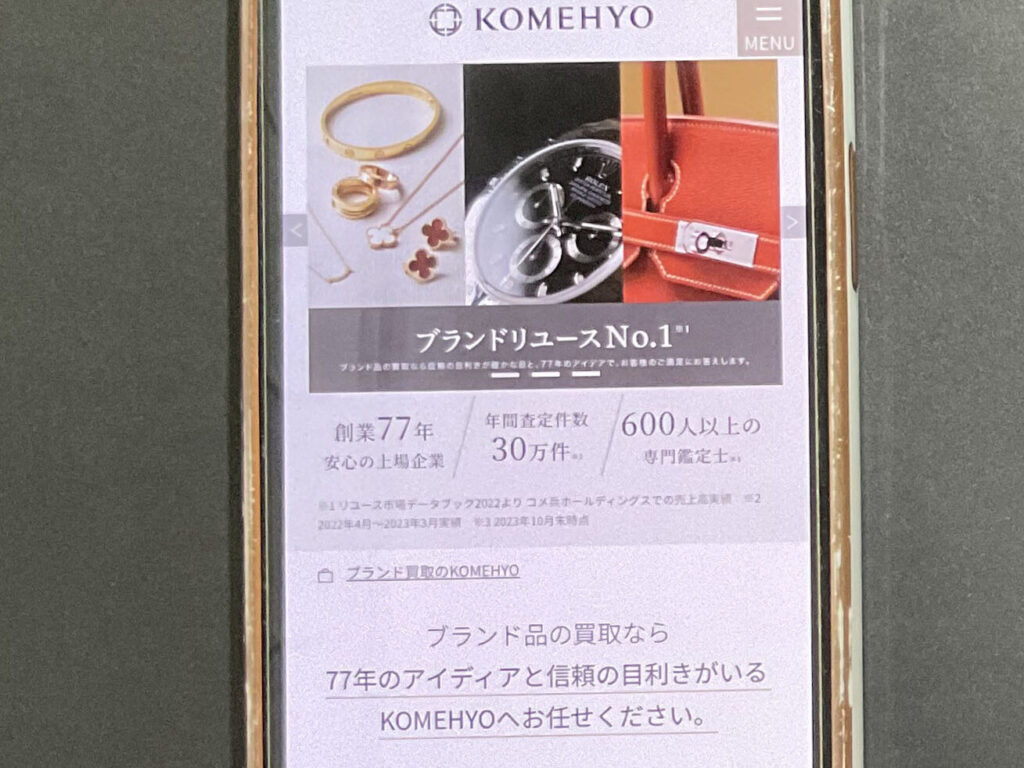 KOMEHYO
MENU
<
ROLEX
>
ブランドリユースNo.1※1
ブランド品の買取なら信頼の目利きが確かな目と、77年のアイデアで、お客様のご満足にお答えします。
創業77年
安心の上場企業
年間査定件数
30万件※2
600人以上の
専門鑑定士※3
※1 リユース市場データブック2022より コメ兵ホールディングスでの売上高実績 ※2
2022年4月～2023年3月実績 ※3 2023年10月末時点
ブランド買取のKOMEHYO
ブランド品の買取なら
77年のアイディアと信頼の目利きがいる
KOMEHYOへお任せください。